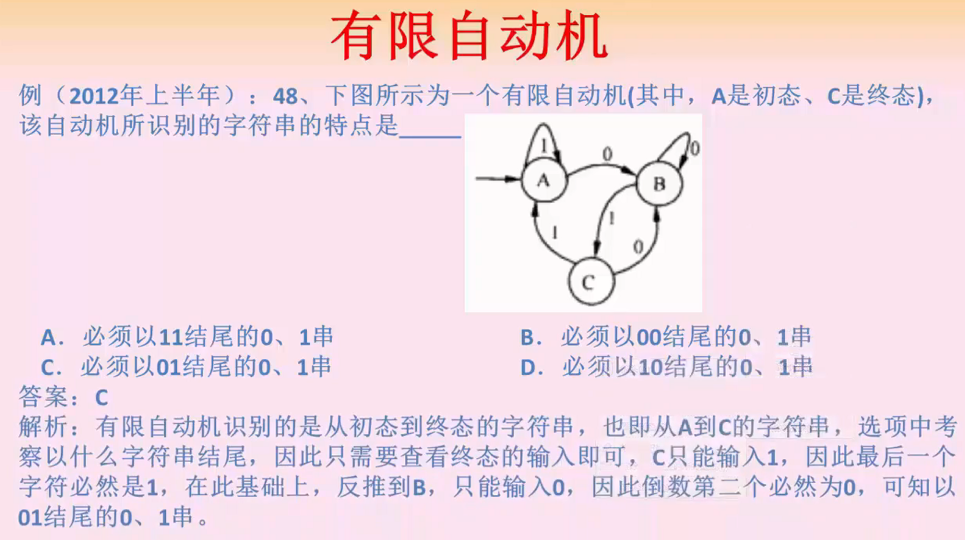 有限自动机
例（2012年上半年）：48、下图所示为一个有限自动机(其中，A是初态、C是终态)，
该自动机所识别的字符串的特点是_____
1
0
0
A
B
1
1
0
C
A．必须以11结尾的0、1串
B．必须以00结尾的0、1串
C．必须以01结尾的0、1串
D．必须以10结尾的0、1串
答案：C
解析：有限自动机识别的是从初态到终态的字符串，也即从A到C的字符串，选项中考
察以什么字符串结尾，因此只需要查看终态的输入即可，C只能输入1，因此最后一个
字符必然是1，在此基础上，反推到B，只能输入0，因此倒数第二个必然为0，可知以
01结尾的0、1串。